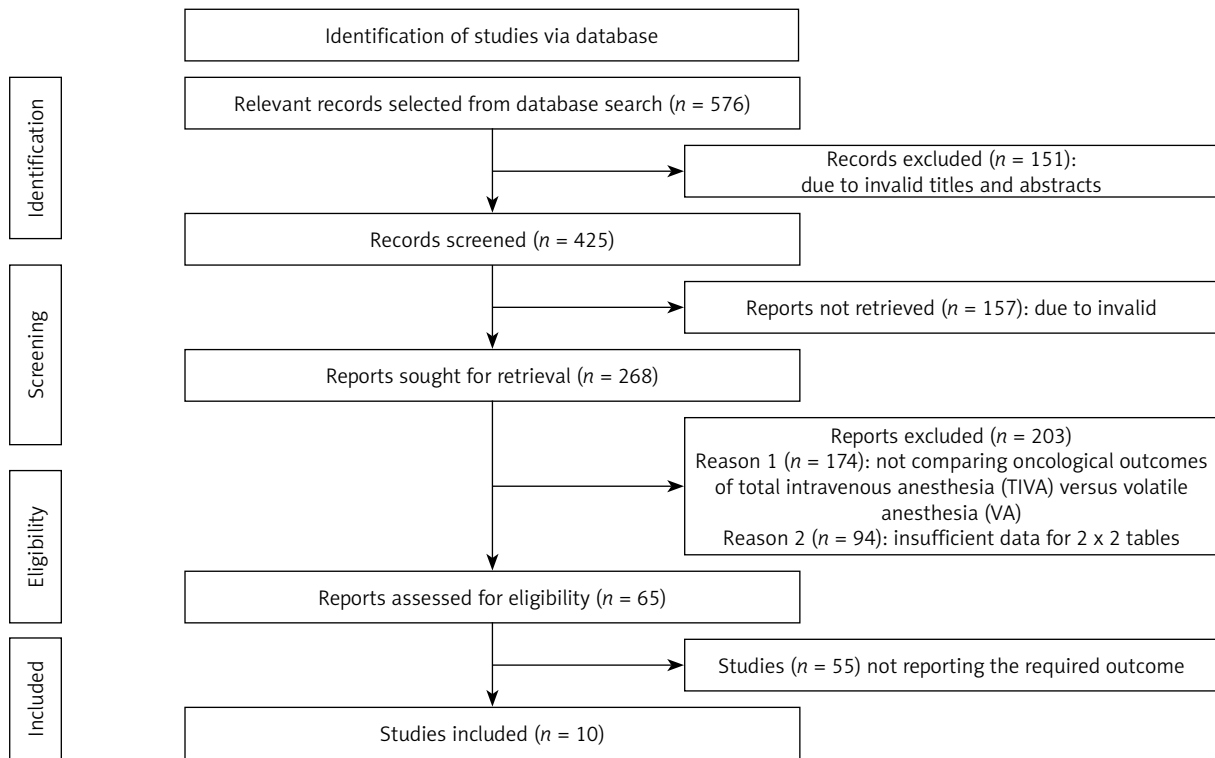 Identification of studies via database
Identification
Relevant records selected from database search (n = 576)
Records excluded (n = 151):
due to invalid titles and abstracts
Records screened (n = 425)
Screening
Reports not retrieved (n = 157): due to invalid
Reports sought for retrieval (n = 268)
Eligibility
Reports excluded (n = 203)
Reason 1 (n = 174): not comparing oncological outcomes
of total intravenous anesthesia (TIVA) versus volatile
anesthesia (VA)
Reason 2 (n = 94): insufficient data for 2 x 2 tables
Reports assessed for eligibility (n = 65)
Included
Studies (n = 55) not reporting the required outcome
Studies included (n = 10)